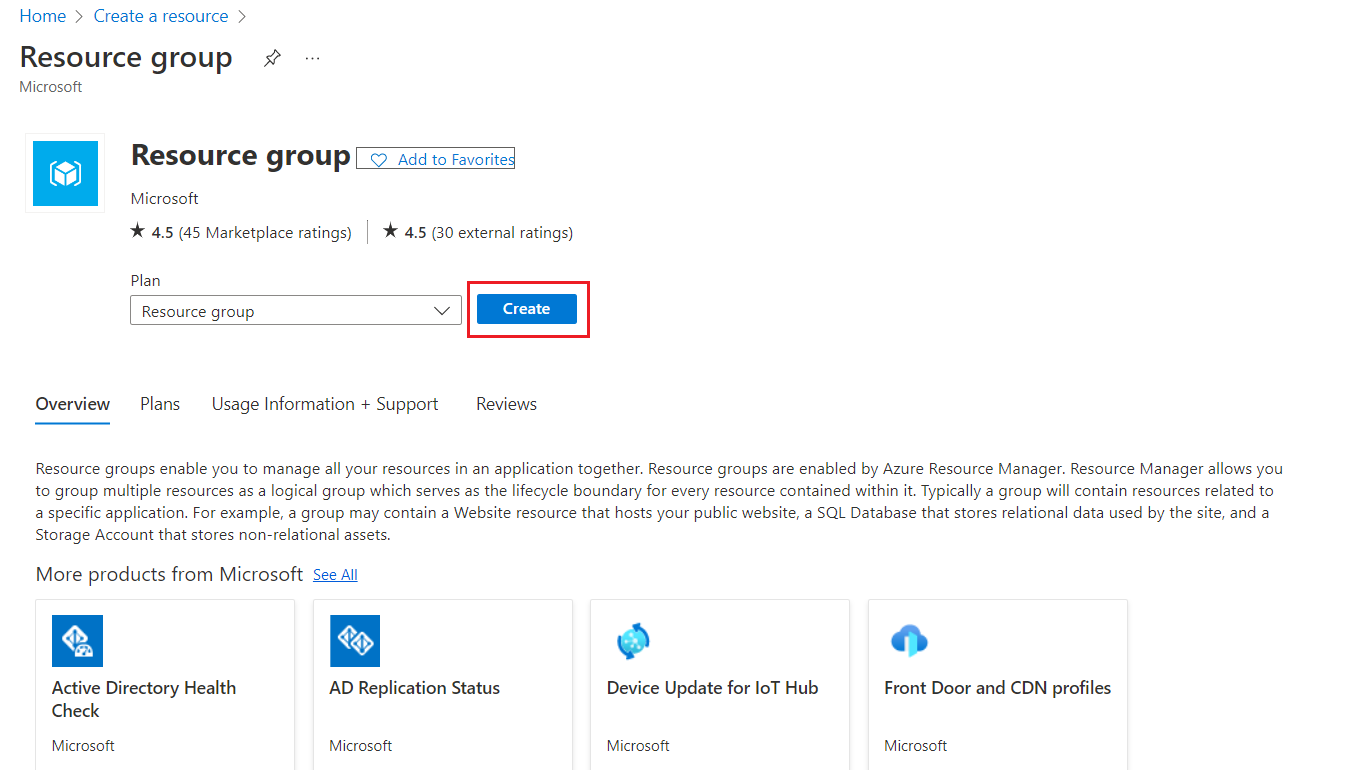 Home > Create a resource >
Resource group
Microsoft
Resource group Add to Favorites
Microsoft
★ 4.5 (45 Marketplace ratings) | ★ 4.5 (30 external ratings)
Plan
Resource group Create
Overview Plans Usage Information + Support Reviews
Resource groups enable you to manage all your resources in an application together. Resource groups are enabled by Azure Resource Manager. Resource Manager allows you
to group multiple resources as a logical group which serves as the lifecycle boundary for every resource contained within it. Typically a group will contain resources related to
a specific application. For example, a group may contain a Website resource that hosts your public website, a SQL Database that stores relational data used by the site, and a
Storage Account that stores non-relational assets.
More products from Microsoft See All
Active Directory Health
Check
Microsoft
AD Replication Status
Microsoft
Device Update for IoT Hub
Microsoft
Front Door and CDN profiles
Microsoft